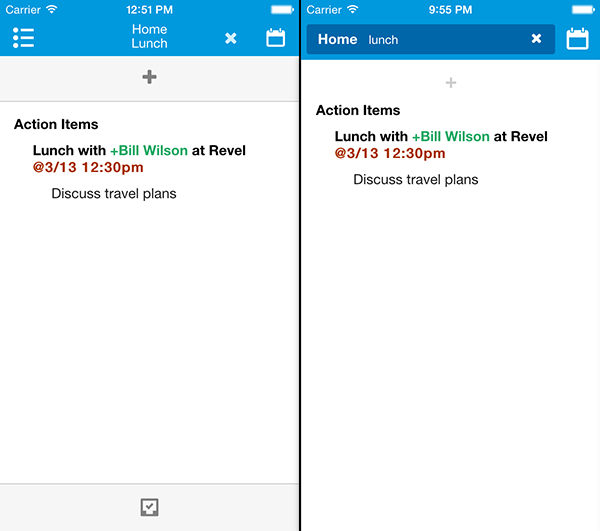 Carrier 12:51 PM
Home
Lunch
Action Items
Lunch with +Bill Wilson at Revel
@3/13 12:30pm
Discuss travel plans
Carrier 9:55 PM
Home lunch
Action Items
Lunch with +Bill Wilson at Revel
@3/13 12:30pm
Discuss travel plans